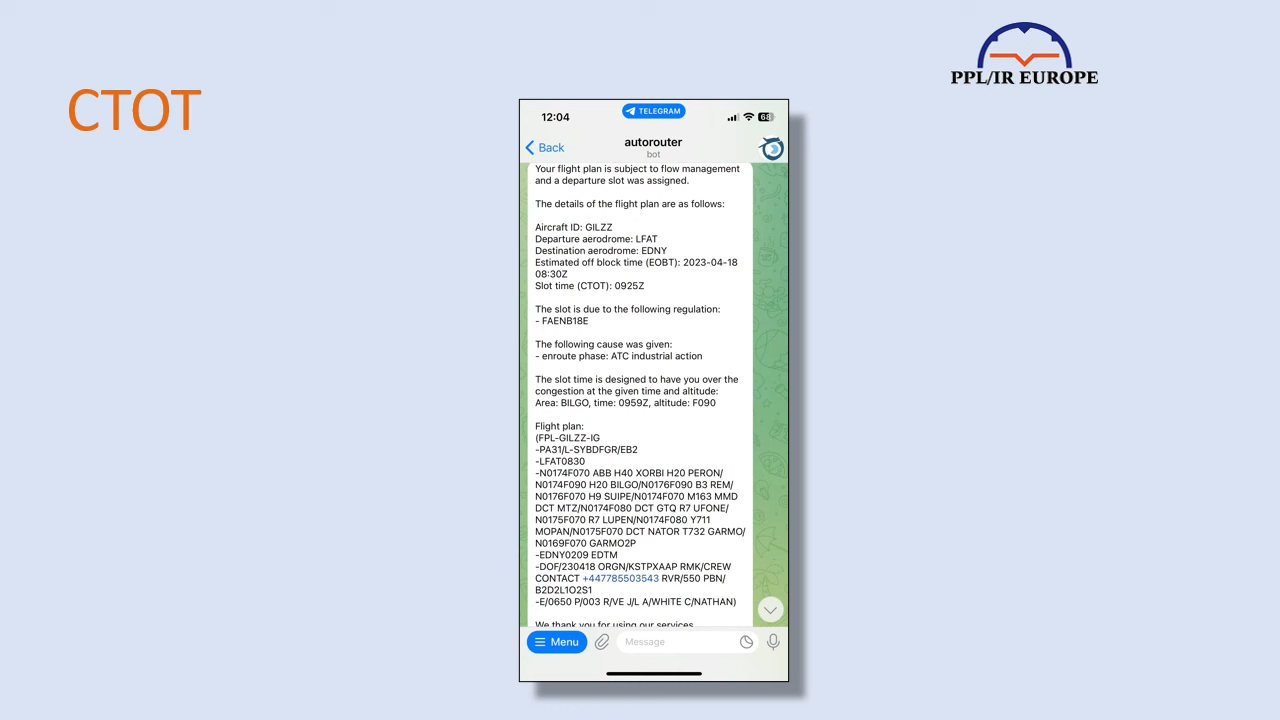 CTOT
PPL/IR EUROPE
12:04
TELEGRAM
68
Back
autorouter
bot
Your flight plan is subject to flow management
and a departure slot was assigned.
The details of the flight plan are as follows:
Aircraft ID: GILZZ
Departure aerodrome: LFAT
Destination aerodrome: EDNY
Estimated off block time (EOBT): 2023-04-18
08:30Z
Slot time (CTOT): 0925Z
The slot is due to the following regulation:
- FAENB18E
The following cause was given:
- enroute phase: ATC industrial action
The slot time is designed to have you over the
congestion at the given time and altitude:
Area: BILGO, time: 0959Z, altitude: F090
Flight plan:
(FPL-GILZZ-IG
-PA31/L-SYBDFGR/EB2
-LFAT0830
-N0174F070 ABB H40 XORBI H20 PERON/
N0174F090 H20 BILGO/N0176F090 B3 REM/
N0176F070 H9 SUIPE/N0174F070 M163 MMD
DCT MTZ/N0174F080 DCT GTQ R7 UFONE/
N0175F070 R7 LUPEN/N0174F080 Y711
MOPAN/N0175F070 DCT NATOR T732 GARMO/
N0169F070 GARMO2P
-EDNY0209 EDTM
-DOF/230418 ORGN/KSTPXAAP RMK/CREW
CONTACT +447785503543 RVR/550 PBN/
B2D2L1O2S1
-E/0650 P/003 R/VE J/L A/WHITE C/NATHAN)
We thank you for using our services.
Menu
Message